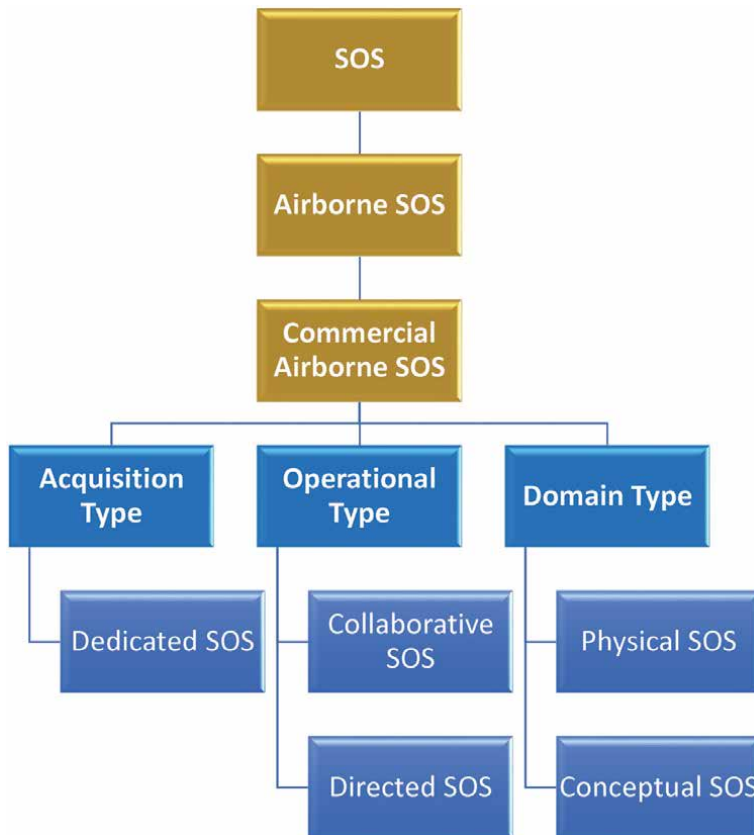 SOS
Airborne SOS
Commercial
Airborne SOS
Acquisition
Type
Operational
Type
Domain Type
Dedicated SOS
Collaborative
SOS
Physical SOS
Directed SOS
Conceptual SOS